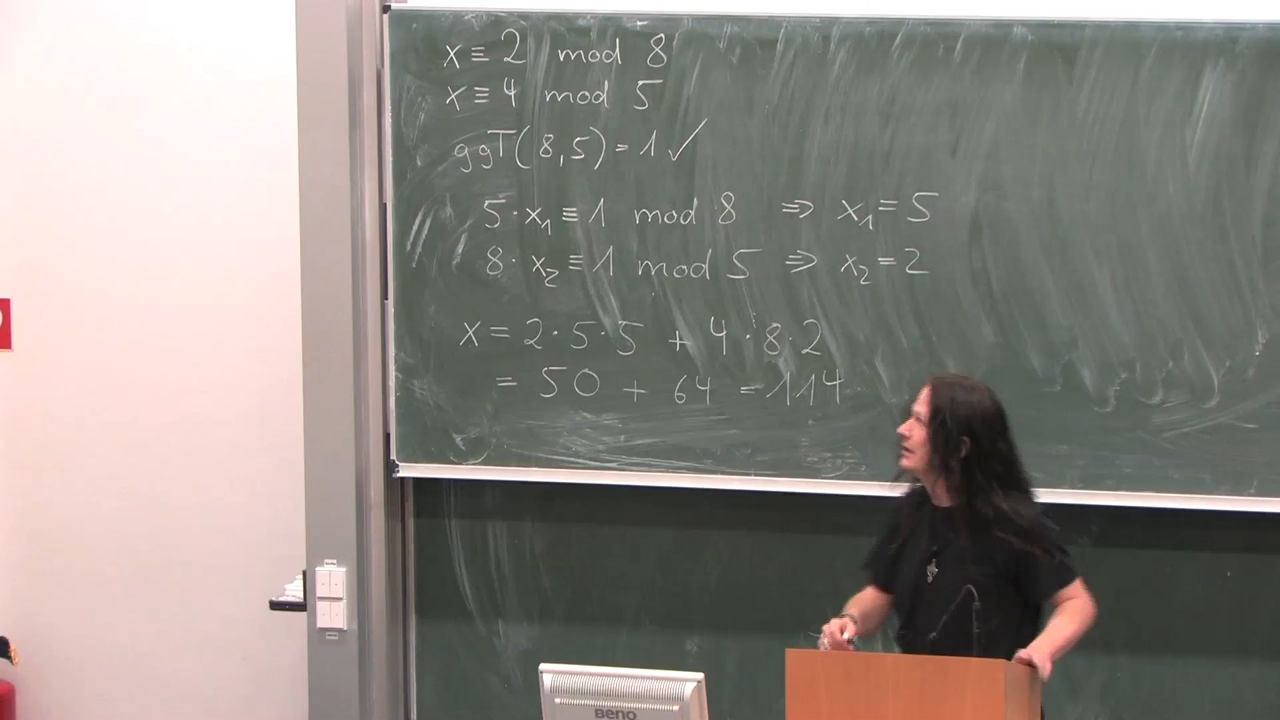 x ≡ 2 mod 8
x ≡ 4 mod 5
ggT(8,5) = 1 ✓
5 · x₁ ≡ 1 mod 8 ⇒ x₁ = 5
8 · x₂ ≡ 1 mod 5 ⇒ x₂ = 2
x = 2 · 5 · 5 + 4 · 8 · 2
= 50 + 64 = 114
BenQ